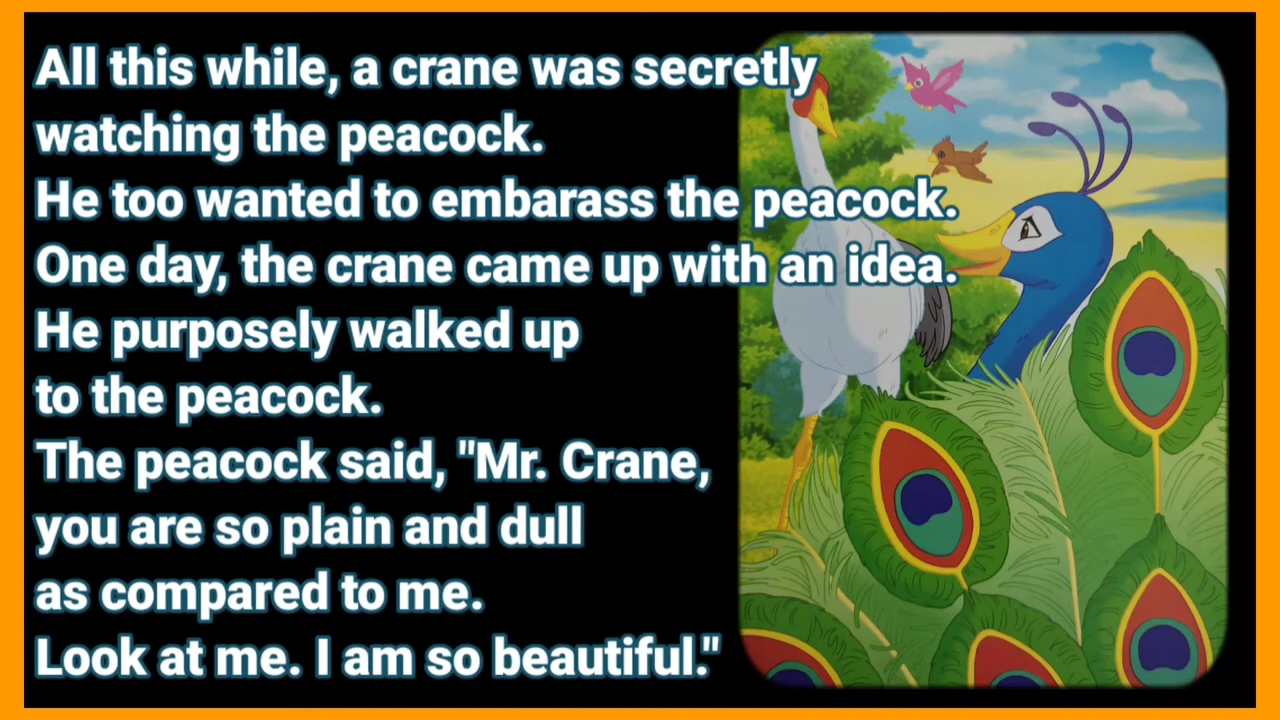 All this while, a crane was secretly
watching the peacock.
He too wanted to embarass the peacock.
One day, the crane came up with an idea.
He purposely walked up
to the peacock.
The peacock said, "Mr. Crane,
you are so plain and dull
as compared to me.
Look at me. I am so beautiful."